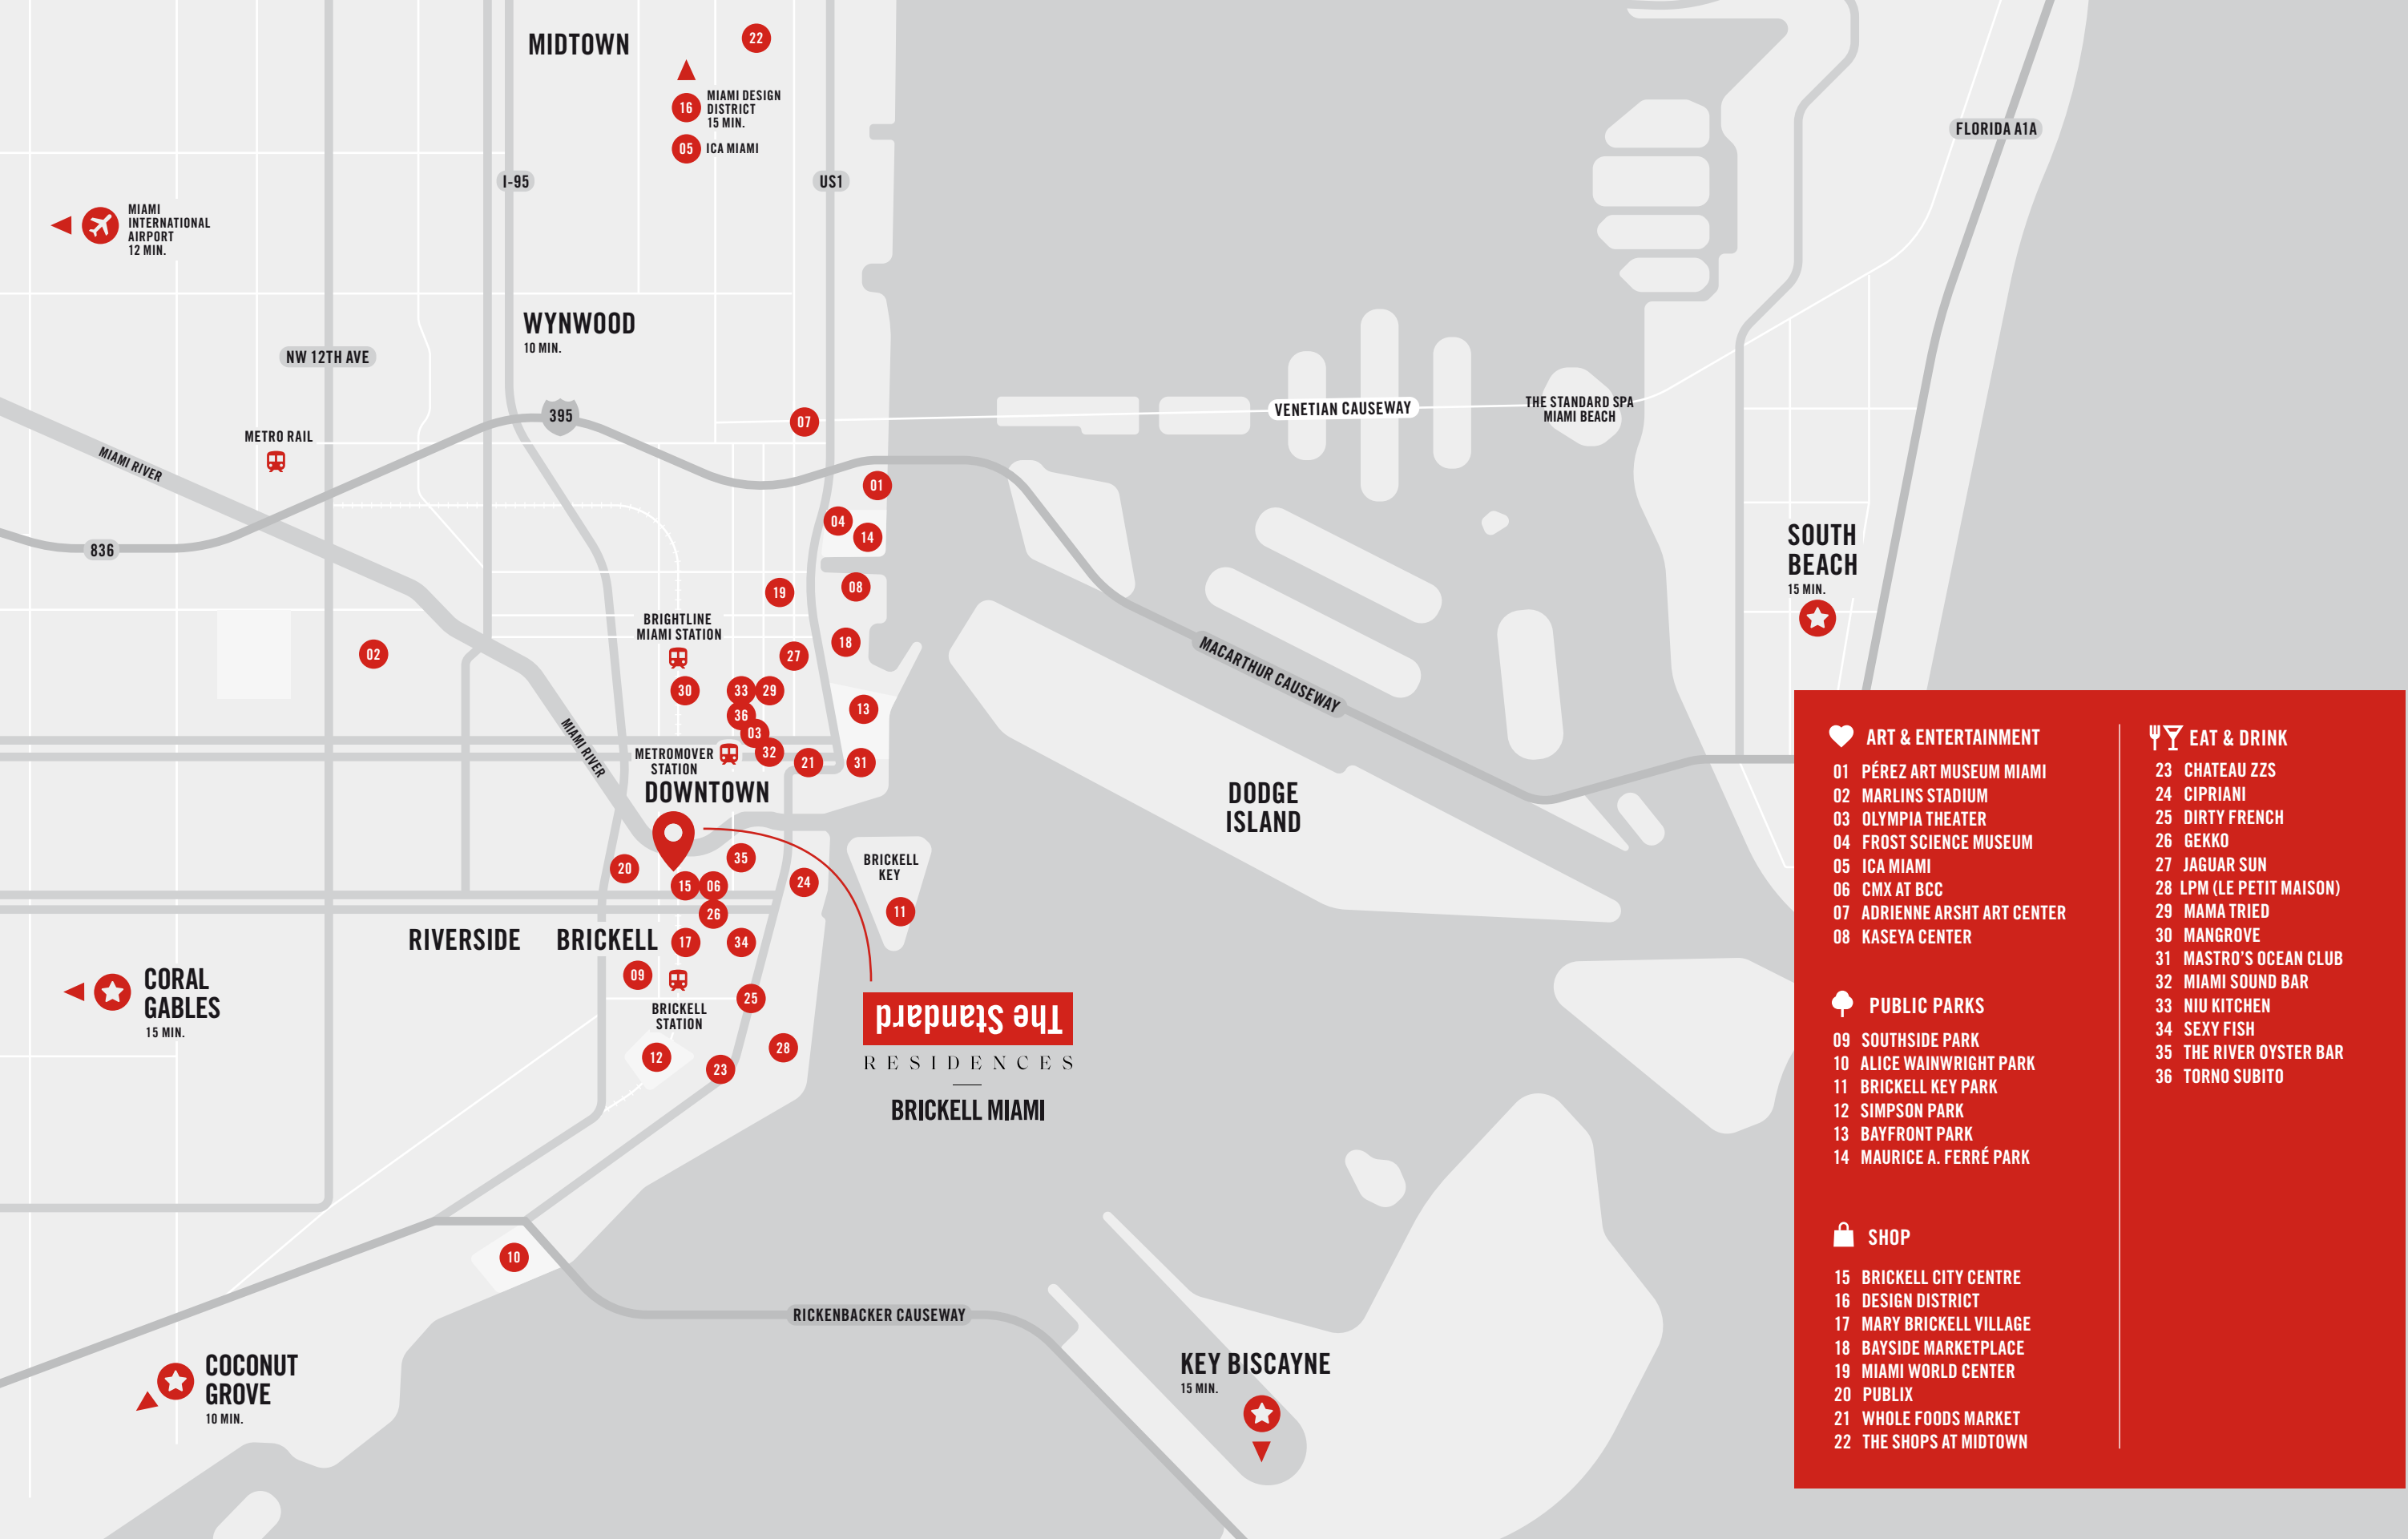 MIDTOWN
22
16
MIAMI DESIGN
DISTRICT
15 MIN.
05
ICA MIAMI
I-95
US1
FLORIDA A1A
MIAMI
INTERNATIONAL
AIRPORT
12 MIN.
WYNWOOD
10 MIN.
NW 12TH AVE
395
METRO RAIL
MIAMI RIVER
836
07
VENETIAN CAUSEWAY
THE STANDARD SPA
MIAMI BEACH
01
04
14
08
19
SOUTH
BEACH
15 MIN.
BRIGHTLINE
MIAMI STATION
02
18
27
30
33
29
36
13
03
32
21
31
MIAMI RIVER
METROMOVER
STATION
DOWNTOWN
MACARTHUR CAUSEWAY
DODGE
ISLAND
20
35
15
06
24
26
BRICKELL
KEY
11
RIVERSIDE
BRICKELL
17
34
09
BRICKELL
STATION
25
12
28
23
CORAL
GABLES
15 MIN.
The Standard
RESIDENCES
BRICKELL MIAMI
10
RICKENBACKER CAUSEWAY
COCONUT
GROVE
10 MIN.
KEY BISCAYNE
15 MIN.
ART & ENTERTAINMENT
01 PÉREZ ART MUSEUM MIAMI
02 MARLINS STADIUM
03 OLYMPIA THEATER
04 FROST SCIENCE MUSEUM
05 ICA MIAMI
06 CMX AT BCC
07 ADRIENNE ARSHT ART CENTER
08 KASEYA CENTER
PUBLIC PARKS
09 SOUTHSIDE PARK
10 ALICE WAINWRIGHT PARK
11 BRICKELL KEY PARK
12 SIMPSON PARK
13 BAYFRONT PARK
14 MAURICE A. FERRÉ PARK
SHOP
15 BRICKELL CITY CENTRE
16 DESIGN DISTRICT
17 MARY BRICKELL VILLAGE
18 BAYSIDE MARKETPLACE
19 MIAMI WORLD CENTER
20 PUBLIX
21 WHOLE FOODS MARKET
22 THE SHOPS AT MIDTOWN
EAT & DRINK
23 CHATEAU ZZS
24 CIPRIANI
25 DIRTY FRENCH
26 GEKKO
27 JAGUAR SUN
28 LPM (LE PETIT MAISON)
29 MAMA TRIED
30 MANGROVE
31 MASTRO'S OCEAN CLUB
32 MIAMI SOUND BAR
33 NIU KITCHEN
34 SEXY FISH
35 THE RIVER OYSTER BAR
36 TORNO SUBITO